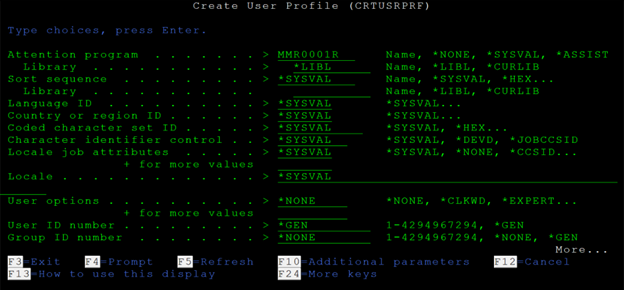 Create User Profile (CRTUSRPRF)
Type choices, press Enter.
Attention program . . . . . . . > MMR0001R Name, *NONE, *SYSVAL, *ASSIST
Library . . . . . . . . . . . > *LIBL Name, *LIBL, *CURLIB
Sort sequence . . . . . . . . . > *SYSVAL Name, *SYSVAL, *HEX...
Library . . . . . . . . . . . Name, *LIBL, *CURLIB
Language ID . . . . . . . . . . > *SYSVAL *SYSVAL...
Country or region ID . . . . . . > *SYSVAL *SYSVAL...
Coded character set ID . . . . . > *SYSVAL *SYSVAL, *HEX...
Character identifier control . . > *SYSVAL *SYSVAL, *DEVD, *JOBCCSID
Locale job attributes . . . . . > *SYSVAL *SYSVAL, *NONE, *CCSID...
+ for more values
Locale . . . . . . . . . . . . . > *SYSVAL
User options . . . . . . . . . . > *NONE *NONE, *CLKWD, *EXPERT...
+ for more values
User ID number . . . . . . . . . > *GEN 1-4294967294, *GEN
Group ID number . . . . . . . . > *NONE 1-4294967294, *NONE, *GEN
More...
F3=Exit F4=Prompt F5=Refresh F10=Additional parameters F12=Cancel
F13=How to use this display F24=More keys